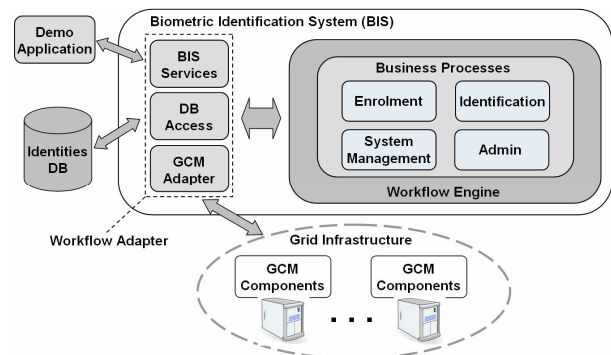 Biometric Identification System (BIS)
Demo
Application
BIS
Services
DB
Access
GCM
Adapter
Identities
DB
Workflow Adapter
Business Processes
Enrolment
Identification
System
Management
Admin
Workflow Engine
Grid Infrastructure
GCM
Components
. . .
GCM
Components